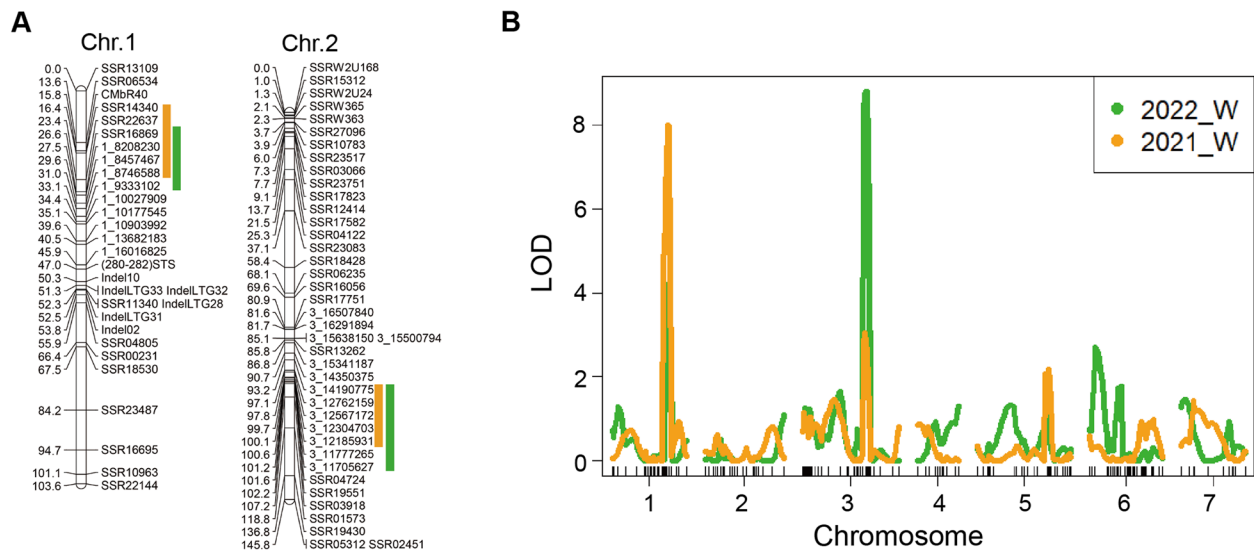 A
Chr.1
0.0 SSR13109
13.6 SSR06534
15.8 CMbR40
16.4 SSR14340
23.4 SSR22637
26.6 SSR16869
27.5 1_8208230
29.6 1_8457467
31.0 1_8746588
33.1 1_9333102
34.4 1_10027909
35.1 1_10177545
39.6 1_10903992
40.5 1_13682183
45.9 1_16016825
47.0 (280-282)STS
50.3 Indel10
51.3 IndelLTG33 IndelLTG32
52.3 SSR11340 IndelLTG28
52.5 IndelLTG31
53.8 Indel02
55.9 SSR04805
66.4 SSR00231
67.5 SSR18530
84.2 SSR23487
94.7 SSR16695
101.1 SSR10963
103.6 SSR22144
Chr.2
0.0 SSRW2U168
1.0 SSR15312
1.3 SSRW2U24
2.1 SSRW365
2.3 SSRW363
3.7 SSR27096
3.9 SSR10783
6.0 SSR23517
7.3 SSR03066
7.7 SSR23751
9.1 SSR17823
13.7 SSR12414
21.5 SSR17582
25.3 SSR04122
37.1 SSR23083
58.4 SSR18428
68.1 SSR06235
69.6 SSR16056
80.9 SSR17751
81.6 3_16507840
81.7 3_16291894
85.1 3_15638150 3_15500794
85.8 SSR13262
86.8 3_15341187
90.7 3_14350375
93.2 3_14190775
97.1 3_12762159
97.8 3_12567172
99.7 3_12304703
100.1 3_12185931
100.6 3_11777265
101.2 3_11705627
101.6 SSR04724
102.2 SSR19551
107.2 SSR03918
118.8 SSR01573
136.8 SSR19430
145.8 SSR05312 SSR02451
B
2022_W
2021_W
LOD
8
6
4
2
0
1 2 3 4 5 6 7
Chromosome